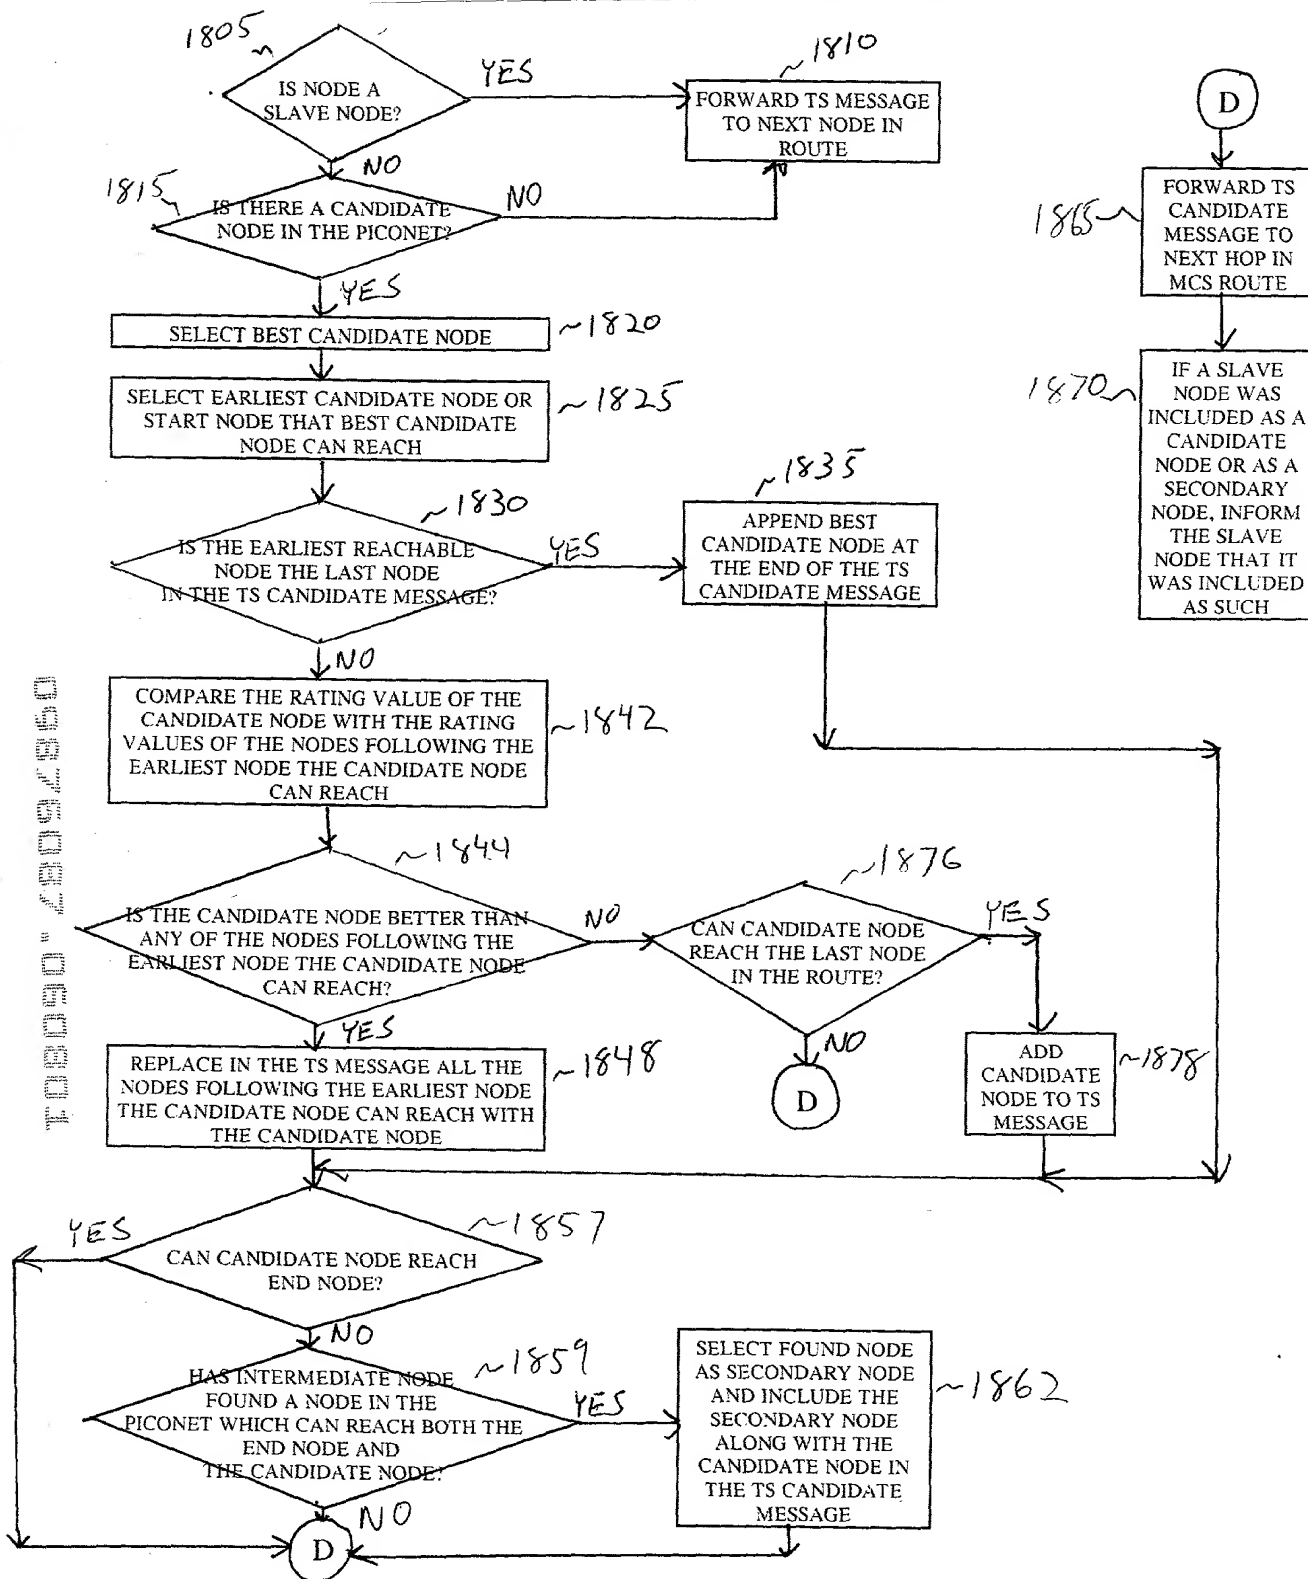 1805
IS NODE A
SLAVE NODE?
YES
~1810
FORWARD TS MESSAGE
TO NEXT NODE IN
ROUTE
NO
1815
IS THERE A CANDIDATE
NODE IN THE PICONET?
NO
YES
SELECT BEST CANDIDATE NODE
~1820
SELECT EARLIEST CANDIDATE NODE OR
START NODE THAT BEST CANDIDATE
NODE CAN REACH
~1825
~1830
IS THE EARLIEST REACHABLE
NODE THE LAST NODE
IN THE TS CANDIDATE MESSAGE?
YES
~1835
APPEND BEST
CANDIDATE NODE AT
THE END OF THE TS
CANDIDATE MESSAGE
NO
COMPARE THE RATING VALUE OF THE
CANDIDATE NODE WITH THE RATING
VALUES OF THE NODES FOLLOWING THE
EARLIEST NODE THE CANDIDATE NODE
CAN REACH
~1842
~1844
IS THE CANDIDATE NODE BETTER THAN
ANY OF THE NODES FOLLOWING THE
EARLIEST NODE THE CANDIDATE NODE
CAN REACH?
NO
~1876
CAN CANDIDATE NODE
REACH THE LAST NODE
IN THE ROUTE?
YES
NO
D
ADD
CANDIDATE
NODE TO TS
MESSAGE
~1878
YES
REPLACE IN THE TS MESSAGE ALL THE
NODES FOLLOWING THE EARLIEST NODE
THE CANDIDATE NODE CAN REACH WITH
THE CANDIDATE NODE
~1848
YES
~1857
CAN CANDIDATE NODE REACH
END NODE?
NO
~1859
HAS INTERMEDIATE NODE
FOUND A NODE IN THE
PICONET WHICH CAN REACH BOTH THE
END NODE AND
THE CANDIDATE NODE?
YES
SELECT FOUND NODE
AS SECONDARY NODE
AND INCLUDE THE
SECONDARY NODE
ALONG WITH THE
CANDIDATE NODE IN
THE TS CANDIDATE
MESSAGE
~1862
NO
D
D
FORWARD TS
CANDIDATE
MESSAGE TO
NEXT HOP IN
MCS ROUTE
1865
IF A SLAVE
NODE WAS
INCLUDED AS A
CANDIDATE
NODE OR AS A
SECONDARY
NODE, INFORM
THE SLAVE
NODE THAT IT
WAS INCLUDED
AS SUCH
1870
09876087.060801